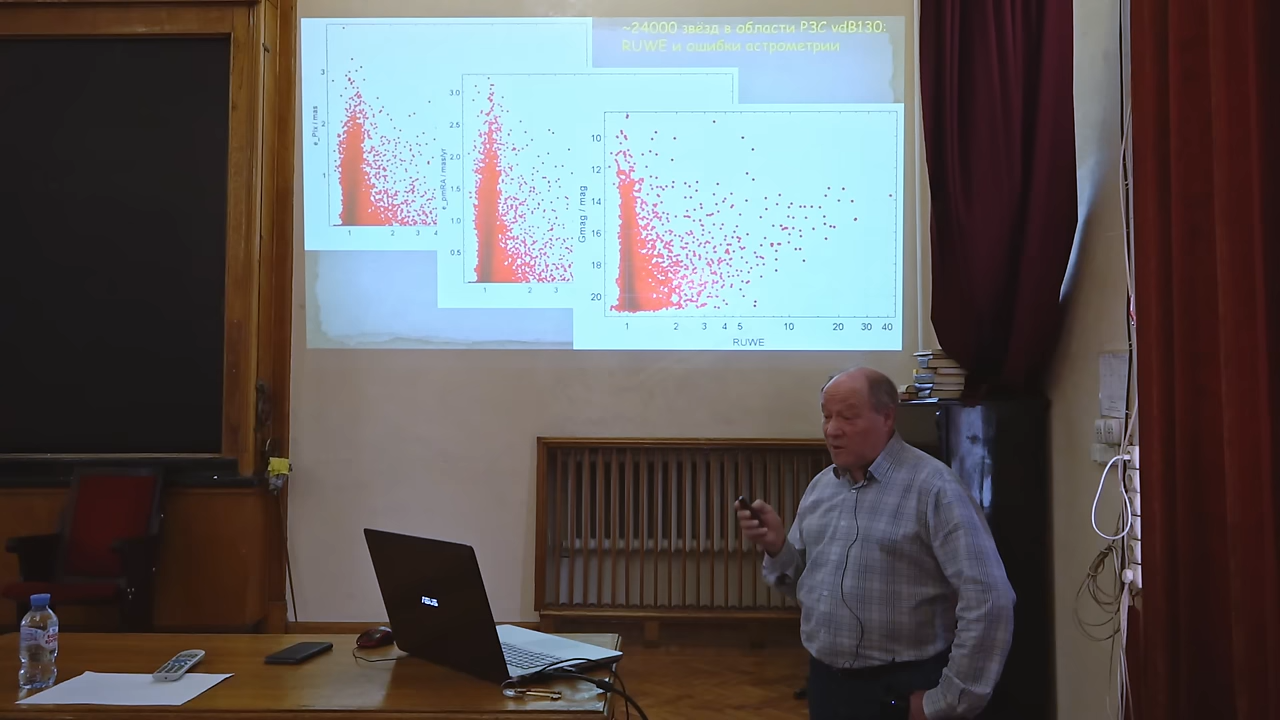 ~24000 звёзд в области РЗС vdB130:
RUWE и ошибки астрометрии
e_Plx / mas
3
2
1
1 2 3 4
e_pmRA / mas/yr
3.0
2.5
2.0
1.5
1.0
0.5
1 2 3
Gmag / mag
10
12
14
16
18
20
1 2 3 4 5 10 20 30 40
RUWE
ASUS